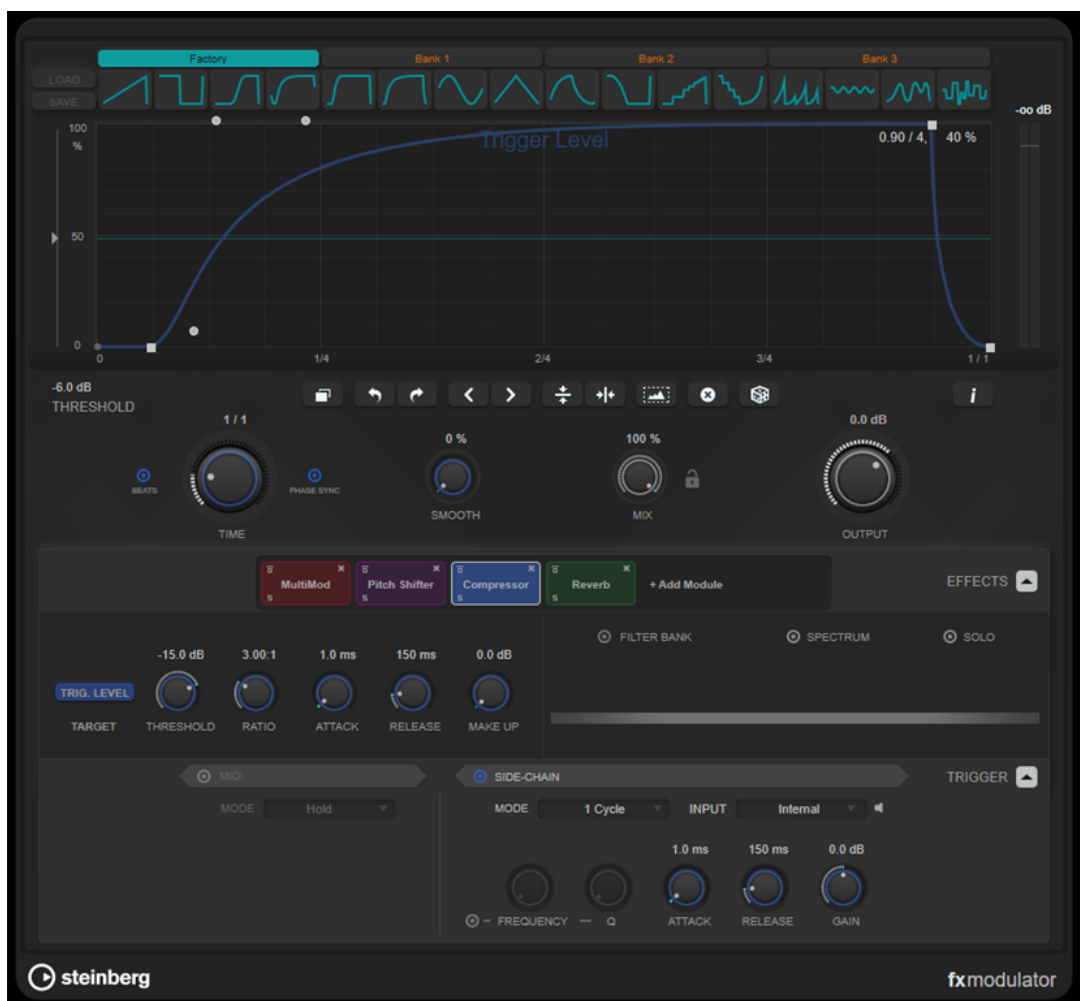 Factory Bank 1 Bank 2 Bank 3
LOAD
SAVE
-oo dB
100
%
Trigger Level
0.90 / 4, 40 %
50
0
0 1/4 2/4 3/4 1 / 1
-6.0 dB
THRESHOLD
i
1 / 1
0 %
100 %
0.0 dB
BEATS
PHASE SYNC
TIME
SMOOTH
MIX
OUTPUT
MultiMod
S
Pitch Shifter
S
Compressor
S
Reverb
S
+ Add Module
EFFECTS
FILTER BANK SPECTRUM SOLO
-15.0 dB 3.00:1 1.0 ms 150 ms 0.0 dB
TRIG. LEVEL
TARGET THRESHOLD RATIO ATTACK RELEASE MAKE UP
MIDI
SIDE-CHAIN
TRIGGER
MODE Hold
MODE 1 Cycle INPUT Internal
1.0 ms 150 ms 0.0 dB
FREQUENCY Q ATTACK RELEASE GAIN
steinberg
fxmodulator